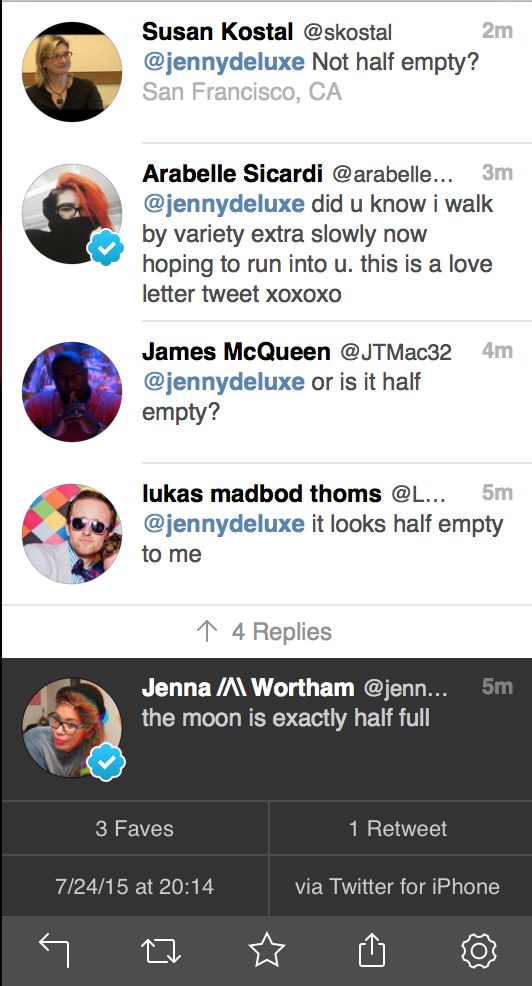 Susan Kostal @skostal 2m
@jennydeluxe Not half empty?
San Francisco, CA
Arabelle Sicardi @arabelle... 3m
@jennydeluxe did u know i walk
by variety extra slowly now
hoping to run into u. this is a love
letter tweet xoxoxo
James McQueen @JTMac32 4m
@jennydeluxe or is it half
empty?
lukas madbod thoms @L... 5m
@jennydeluxe it looks half empty
to me
4 Replies
Jenna /\/\ Wortham @jenn... 5m
the moon is exactly half full
3 Faves
1 Retweet
7/24/15 at 20:14
via Twitter for iPhone